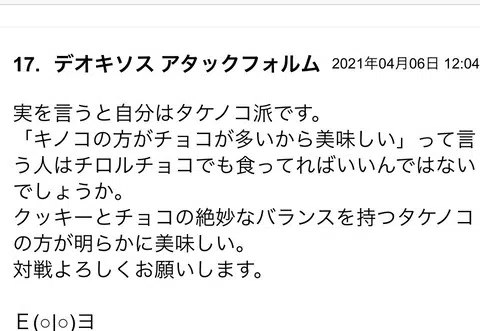 17. デオキソス アタックフォルム 2021年04月06日 12:04
実を言うと自分はタケノコ派です。
「キノコの方がチョコが多いから美味しい」って言
う人はチロルチョコでも食ってればいいんではない
でしょうか。
クッキーとチョコの絶妙なバランスを持つタケノコ
の方が明らかに美味しい。
対戦よろしくお願いします。
E(○|○)ヨ